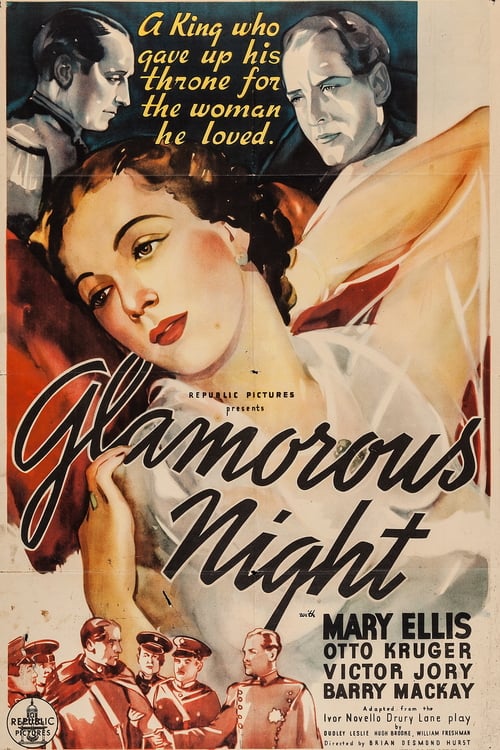 A King who
gave up his
throne for
the woman
he loved.
REPUBLIC PICTURES
presents
Glamorous
Night
with
MARY ELLIS
OTTO KRUGER
VICTOR JORY
BARRY MACKAY
Adapted from the
Ivor Novello Drury Lane play
by
DUDLEY LESLIE HUGH BROOKE, WILLIAM FRESHMAN
Directed by BRIAN DESMOND HURST
REPUBLIC
PICTURES